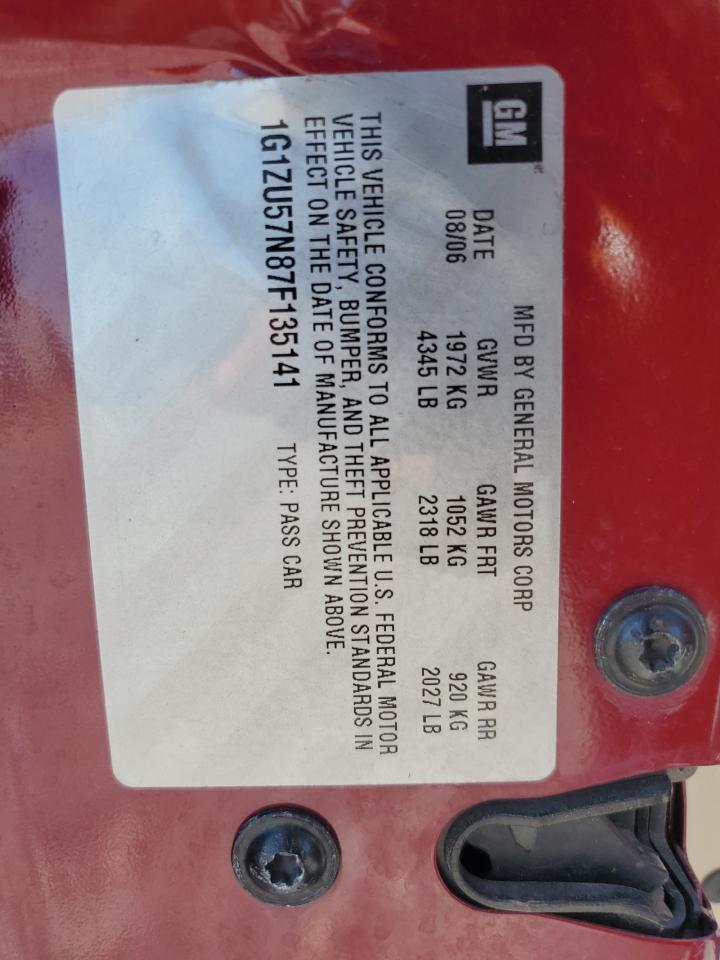 GM
MFD BY GENERAL MOTORS CORP
DATE GVWR GAWR FRT GAWR RR
08/06 1972 KG 1052 KG 920 KG
4345 LB 2318 LB 2027 LB
THIS VEHICLE CONFORMS TO ALL APPLICABLE U.S. FEDERAL MOTOR
VEHICLE SAFETY, BUMPER, AND THEFT PREVENTION STANDARDS IN
EFFECT ON THE DATE OF MANUFACTURE SHOWN ABOVE.
1G1ZU57N87F135141 TYPE: PASS CAR